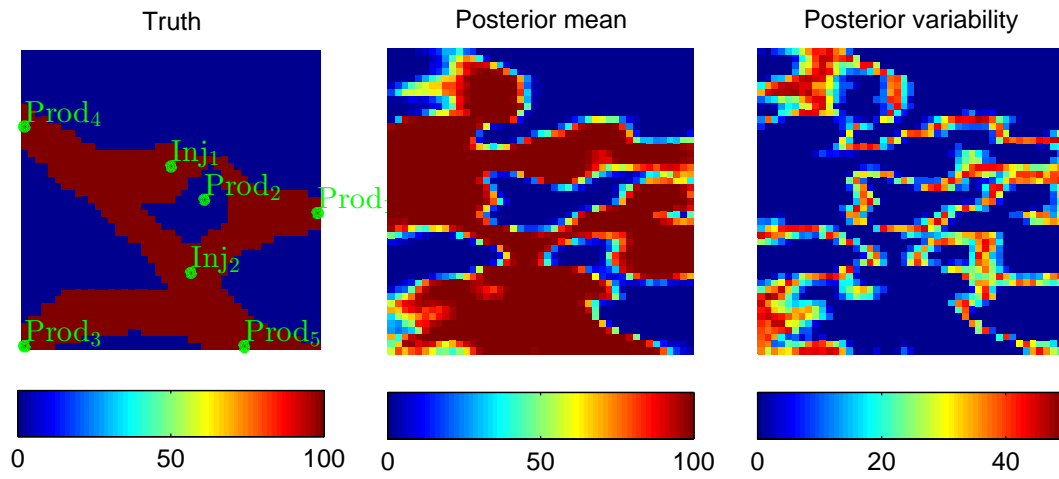 Truth
Posterior mean
Posterior variability
Prod4
Inj1
Prod2
Prod
Inj2
Prod3
Prod5
0 50 100
0 50 100
0 20 40